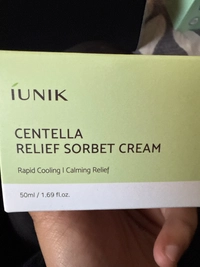 iUNIK
CENTELLA
RELIEF SORBET CREAM
Rapid Cooling | Calming Relief
50ml / 1.69 fl.oz.